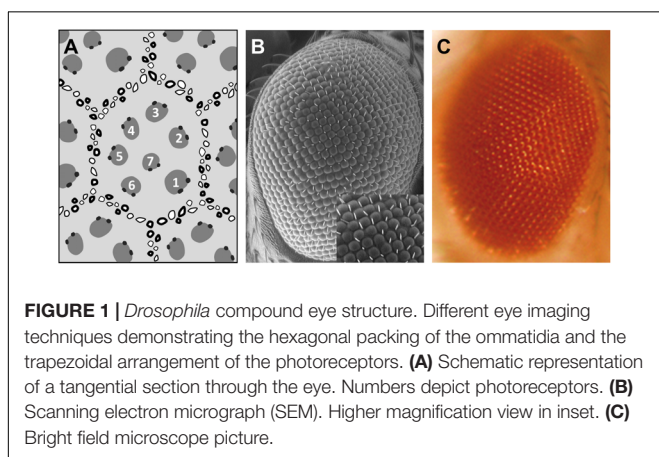 A
B
C
3
4
2
5
7
6
1
FIGURE 1 | Drosophila compound eye structure. Different eye imaging
techniques demonstrating the hexagonal packing of the ommatidia and the
trapezoidal arrangement of the photoreceptors. (A) Schematic representation
of a tangential section through the eye. Numbers depict photoreceptors. (B)
Scanning electron micrograph (SEM). Higher magnification view in inset. (C)
Bright field microscope picture.